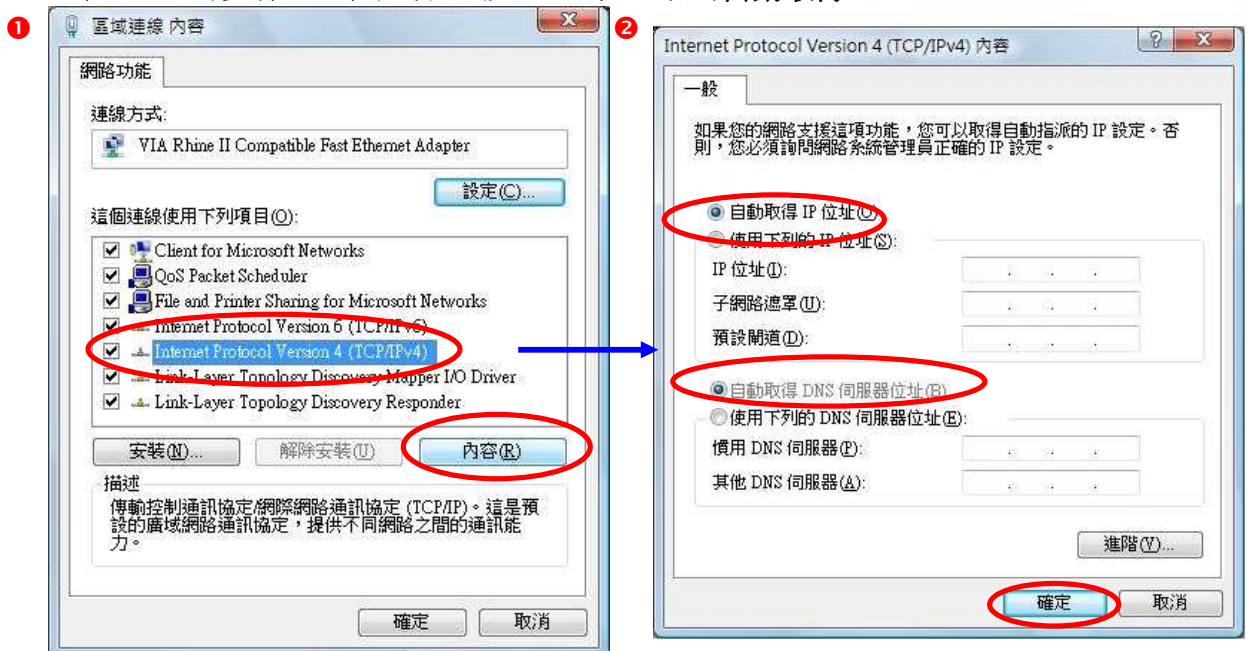 ❶
區域連線 內容
網路功能
連線方式:
VIA Rhine II Compatible Fast Ethernet Adapter
設定(C)...
這個連線使用下列項目(O):
Client for Microsoft Networks
QoS Packet Scheduler
File and Printer Sharing for Microsoft Networks
Internet Protocol Version 6 (TCP/IPv6)
Internet Protocol Version 4 (TCP/IPv4)
Link-Layer Topology Discovery Mapper I/O Driver
Link-Layer Topology Discovery Responder
安裝(N)...
解除安裝(U)
內容(R)
描述
傳輸控制通訊協定/網際網路通訊協定 (TCP/IP)。這是預
設的廣域網路通訊協定，提供不同網路之間的通訊能
力。
確定
取消
❷
Internet Protocol Version 4 (TCP/IPv4) 內容
一般
如果您的網路支援這項功能，您可以取得自動指派的 IP 設定。否
則，您必須詢問網路系統管理員正確的 IP 設定。
自動取得 IP 位址(O)
使用下列的 IP 位址(S):
IP 位址(I):
子網路遮罩(U):
預設閘道(D):
自動取得 DNS 伺服器位址(B)
使用下列的 DNS 伺服器位址(E):
慣用 DNS 伺服器(P):
其他 DNS 伺服器(A):
進階(V)...
確定
取消